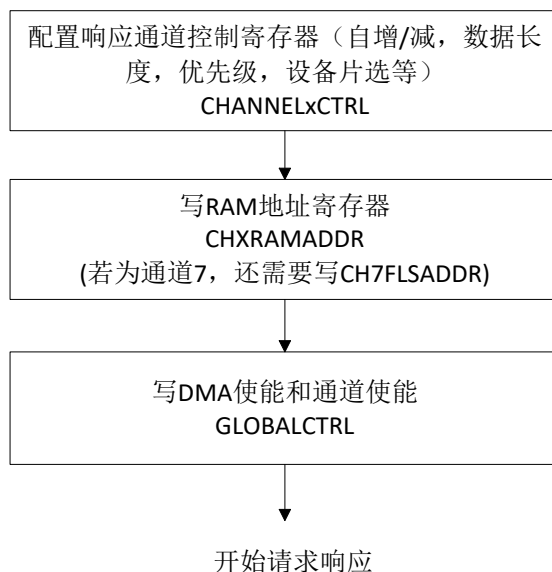 配置响应通道控制寄存器（自增/减，数据长
度，优先级，设备片选等）
CHANNELxCTRL
写RAM地址寄存器
CHXRAMADDR
(若为通道7，还需要写CH7FLSADDR)
写DMA使能和通道使能
GLOBALCTRL
开始请求响应